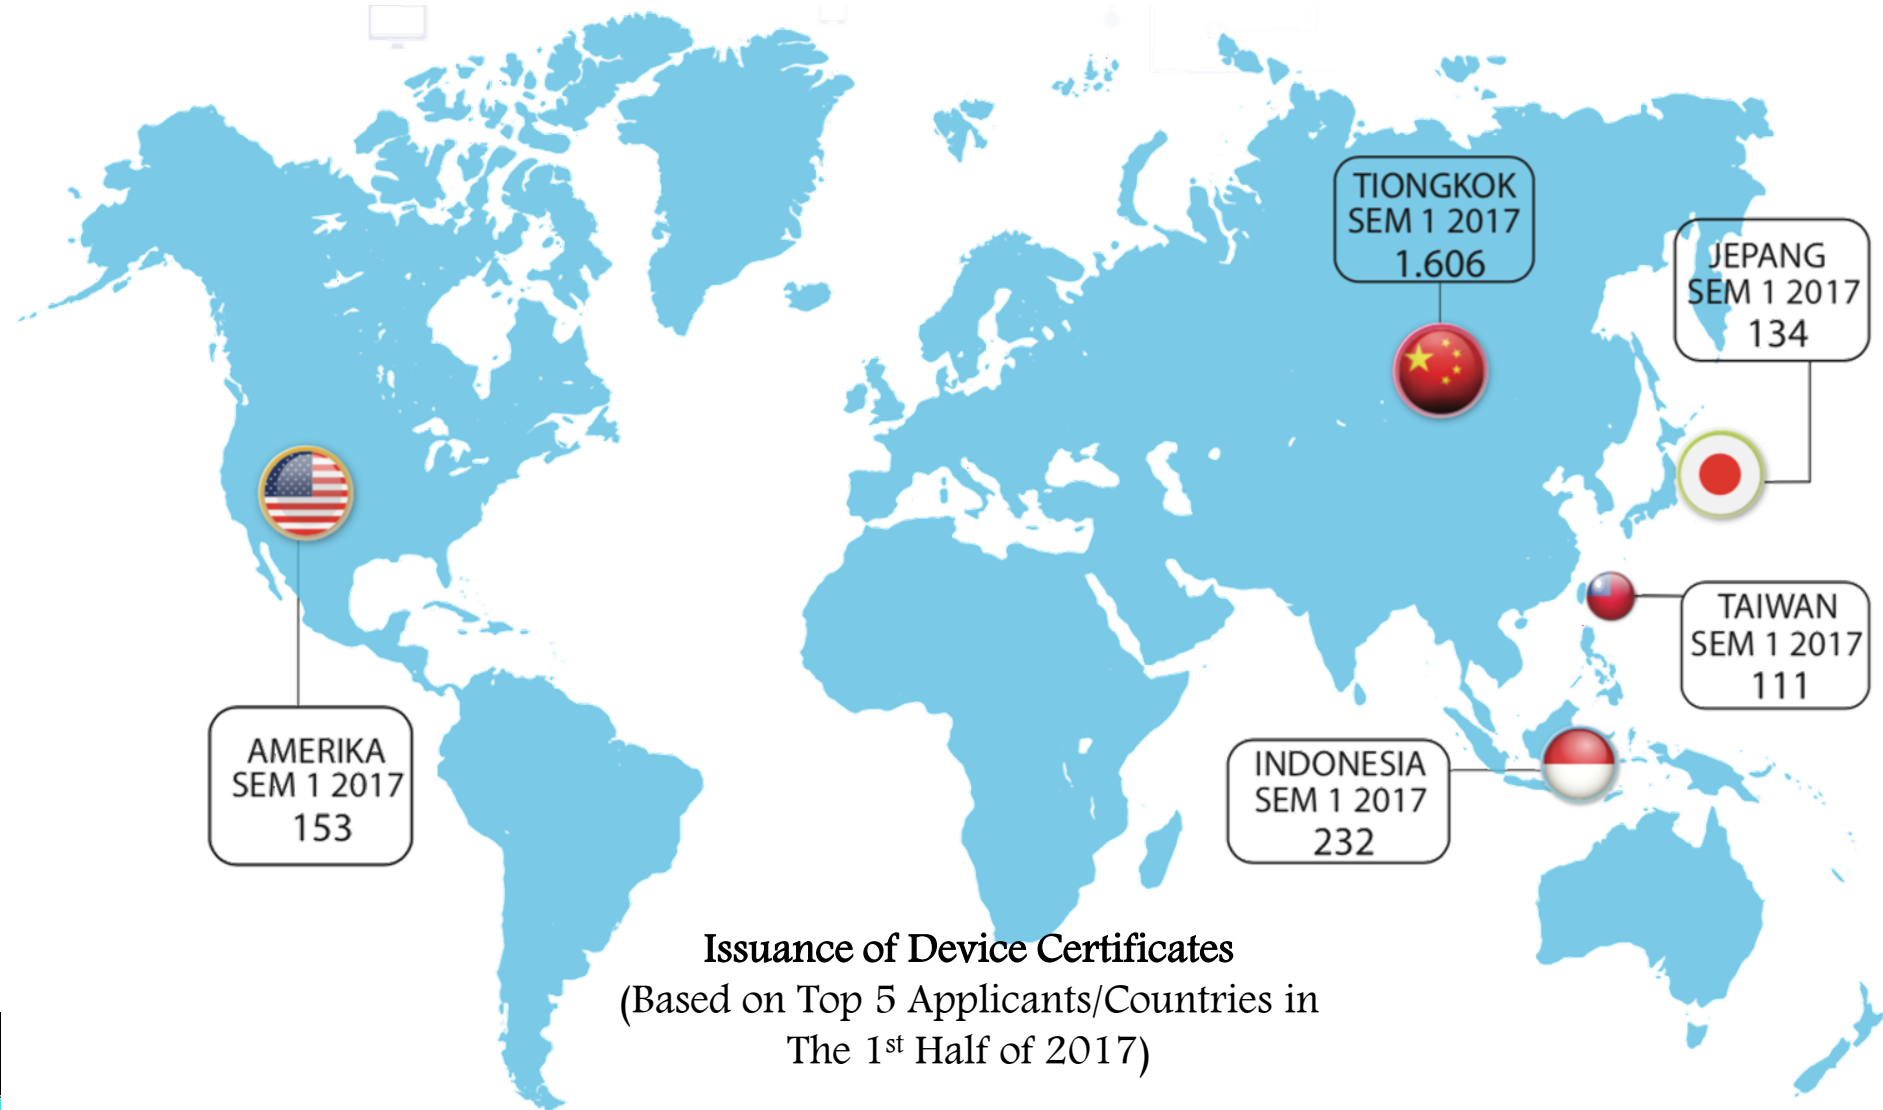 TIONGKOK
SEM 1 2017
1.606
JEPANG
SEM 1 2017
134
TAIWAN
SEM 1 2017
111
AMERIKA
SEM 1 2017
153
INDONESIA
SEM 1 2017
232
Issuance of Device Certificates
(Based on Top 5 Applicants/Countries in
The 1st Half of 2017)